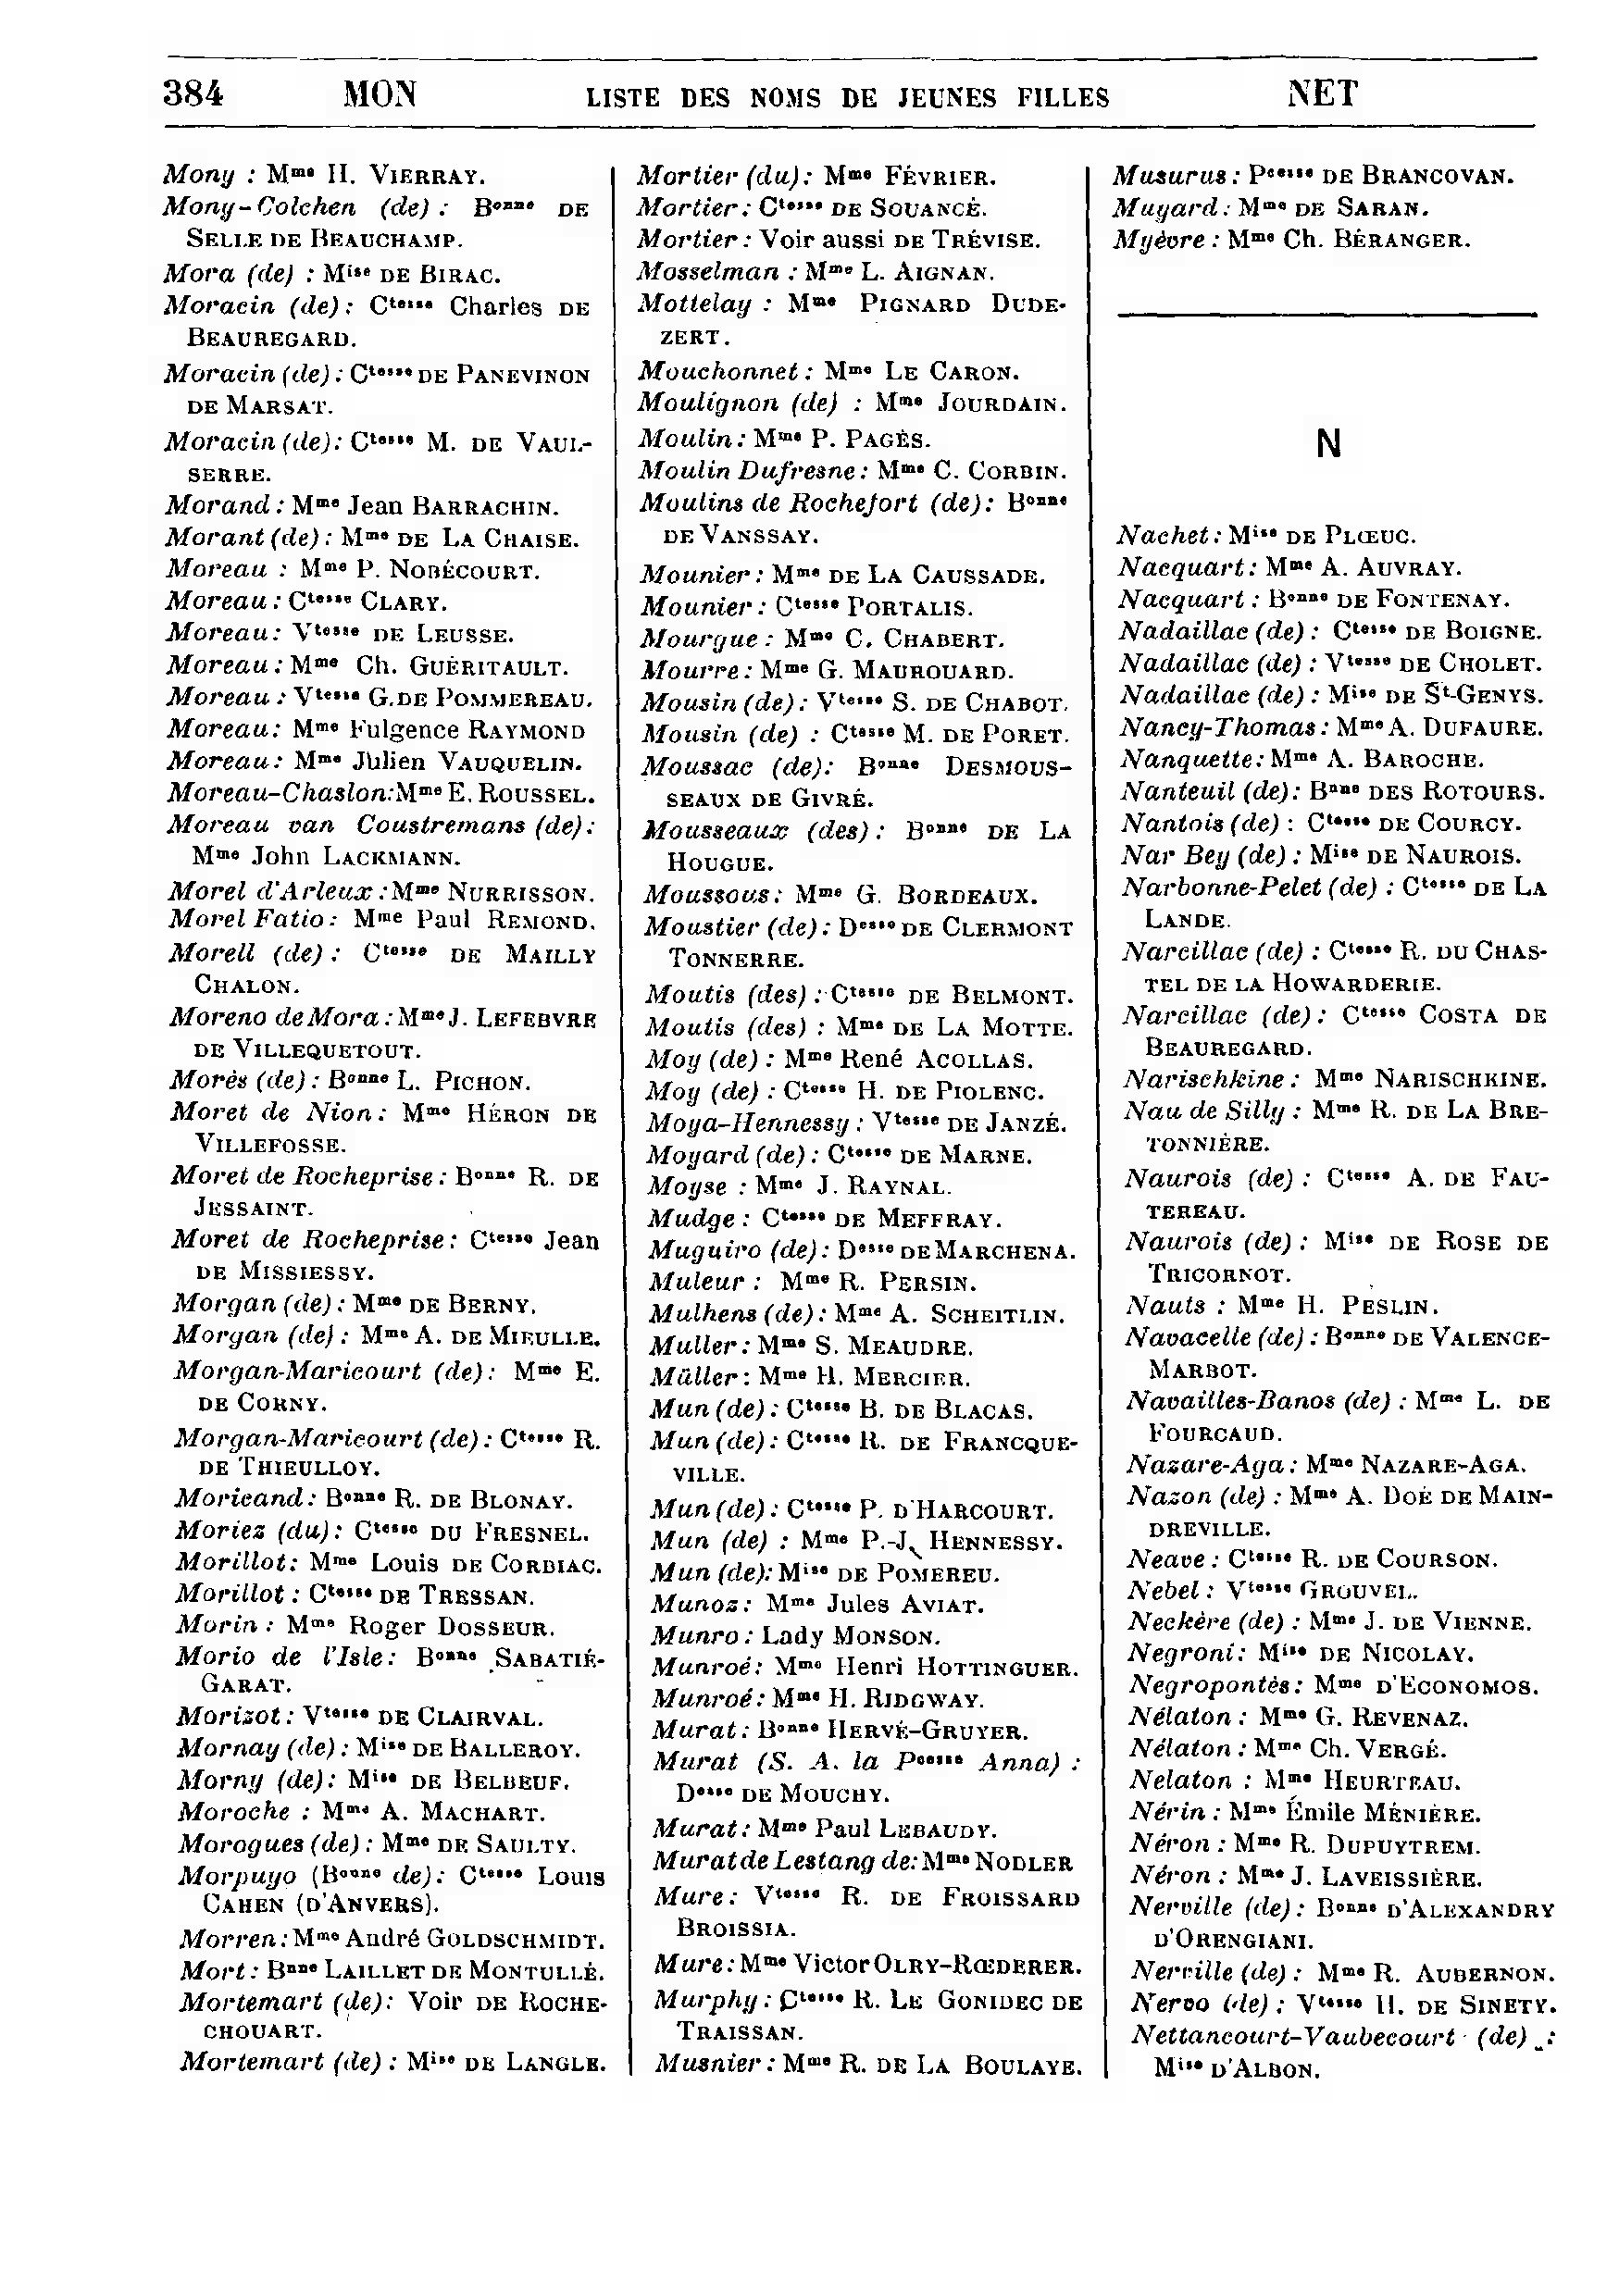 384 MON LISTE DES NOMS DE JEUNES FILLES NET
Mony : Mme H. VIERRAY.
Mony-Colchen (de) : Bonne DE
SELLE DE BEAUCHAMP.
Mora (de) : Mise DE BIRAC.
Moracin (de) : Ctesse Charles DE
BEAUREGARD.
Moracin (de) : Ctesse DE PANEVINON
DE MARSAT.
Moracin (de) : Ctesse M. DE VAUL-
SERRE.
Morand : Mme Jean BARRACHIN.
Morant (de) : Mme DE LA CHAISE.
Moreau : Mme P. NOBÉCOURT.
Moreau : Ctesse CLARY.
Moreau : Vtesse DE LEUSSE.
Moreau : Mme Ch. GUÉRITAULT.
Moreau : Vtesse G. DE POMMEREAU.
Moreau : Mme Fulgence RAYMOND
Moreau : Mme Julien VAUQUELIN.
Moreau-Chaslon : Mme E. ROUSSEL.
Moreau van Coustremans (de) :
Mme John LACKMANN.
Morel d'Arleux : Mme NURRISSON.
Morel Fatio : Mme Paul REMOND.
Morell (de) : Ctesse DE MAILLY
CHALON.
Moreno de Mora : Mme J. LEFEBVRE
DE VILLEQUETOUT.
Morès (de) : Bonne L. PICHON.
Moret de Nion : Mme HÉRON DE
VILLEFOSSE.
Moret de Rocheprise : Bonne R. DE
JESSAINT.
Moret de Rocheprise : Ctesse Jean
DE MISSIESSY.
Morgan (de) : Mme DE BERNY.
Morgan (de) : Mme A. DE MIEULLE.
Morgan-Maricourt (de) : Mme E.
DE CORNY.
Morgan-Maricourt (de) : Ctesse R.
DE THIEULLOY.
Moricand : Bonne R. DE BLONAY.
Moriez (du) : Ctesse DU FRESNEL.
Morillot : Mme Louis DE CORBIAC.
Morillot : Ctesse DE TRESSAN.
Morin : Mme Roger DOSSEUR.
Morio de l'Isle : Bonne SABATIÉ-
GARAT.
Morizot : Vtesse DE CLAIRVAL.
Mornay (de) : Mise DE BALLEROY.
Morny (de) : Mise DE BELBEUF.
Moroche : Mme A. MACHART.
Morogues (de) : Mme DE SAULTY.
Morpuyo (Bonne de) : Ctesse Louis
CAHEN (D'ANVERS).
Morren : Mme André GOLDSCHMIDT.
Mort : Bnne LAILLET DE MONTULLÉ.
Mortemart (de) : Voir DE ROCHE-
CHOUART.
Mortemart (de) : Mise DE LANGLE.
Mortier (du) : Mme FÉVRIER.
Mortier : Ctesse DE SOUANCÉ.
Mortier : Voir aussi DE TRÉVISE.
Mosselman : Mme L. AIGNAN.
Mottelay : Mme PIGNARD DUDE-
ZERT.
Mouchonnet : Mme LE CARON.
Moulignon (de) : Mme JOURDAIN.
Moulin : Mme P. PAGÈS.
Moulin Dufresne : Mme C. CORBIN.
Moulins de Rochefort (de) : Bonne
DE VANSSAY.
Mounier : Mme DE LA CAUSSADE.
Mounier : Ctesse PORTALIS.
Mourgue : Mme C. CHABERT.
Mourre : Mme G. MAUROUARD.
Mousin (de) : Vtesse S. DE CHABOT.
Mousin (de) : Ctesse M. DE PORET.
Moussac (de) : Bonne DESMOUS-
SEAUX DE GIVRÉ.
Mousseaux (des) : Bonne DE LA
HOUGUE.
Moussous : Mme G. BORDEAUX.
Moustier (de) : Desse DE CLERMONT
TONNERRE.
Moutis (des) : Ctesse DE BELMONT.
Moutis (des) : Mme DE LA MOTTE.
Moy (de) : Mme René ACOLLAS.
Moy (de) : Ctesse H. DE PIOLENC.
Moya-Hennessy : Vtesse DE JANZÉ.
Moyard (de) : Ctesse DE MARNE.
Moyse : Mme J. RAYNAL.
Mudge : Ctesse DE MEFFRAY.
Muguiro (de) : Desse DE MARCHENA.
Muleur : Mme R. PERSIN.
Mulhens (de) : Mme A. SCHEITLIN.
Muller : Mme S. MEAUDRE.
Müller : Mme H. MERCIER.
Mun (de) : Ctesse B. DE BLACAS.
Mun (de) : Ctesse R. DE FRANCQUE-
VILLE.
Mun (de) : Ctesse P. D'HARCOURT.
Mun (de) : Mme P.-J. HENNESSY.
Mun (de) : Mise DE POMEREU.
Munoz : Mme Jules AVIAT.
Munro : Lady MONSON.
Munroé : Mme Henri HOTTINGUER.
Munroé : Mme H. RIDGWAY.
Murat : Bonne HERVÉ-GRUYER.
Murat (S. A. la Pcesse Anna) :
Desse DE MOUCHY.
Murat : Mme Paul LEBAUDY.
Murat de Lestang de : Mme NODLER
Mure : Vtesse R. DE FROISSARD
BROISSIA.
Mure : Mme Victor OLRY-RŒDERER.
Murphy : Ctesse R. LE GONIDEC DE
TRAISSAN.
Musnier : Mme R. DE LA BOULAYE.
Musurus : Pcesse DE BRANCOVAN.
Muyard : Mme DE SARAN.
Myèvre : Mme Ch. BÉRANGER.
N
Nachet : Mise DE PLŒUC.
Nacquart : Mme A. AUVRAY.
Nacquart : Bonne DE FONTENAY.
Nadaillac (de) : Ctesse DE BOIGNE.
Nadaillac (de) : Vtesse DE CHOLET.
Nadaillac (de) : Mise DE St-GENYS.
Nancy-Thomas : Mme A. DUFAURE.
Nanquette : Mme A. BAROCHE.
Nanteuil (de) : Bnne DES ROTOURS.
Nantois (de) : Ctesse DE COURCY.
Nar Bey (de) : Mise DE NAUROIS.
Narbonne-Pelet (de) : Ctesse DE LA
LANDE.
Narcillac (de) : Ctesse R. DU CHAS-
TEL DE LA HOWARDERIE.
Narcillac (de) : Ctesse COSTA DE
BEAUREGARD.
Narischkine : Mme NARISCHKINE.
Nau de Silly : Mme R. DE LA BRE-
TONNIÈRE.
Naurois (de) : Ctesse A. DE FAU-
TEREAU.
Naurois (de) : Mise DE ROSE DE
TRICORNOT.
Nauts : Mme H. PESLIN.
Navacelle (de) : Bonne DE VALENCE-
MARBOT.
Navailles-Banos (de) : Mme L. DE
FOURCAUD.
Nazare-Aga : Mme NAZARE-AGA.
Nazon (de) : Mme A. DOÉ DE MAIN-
DREVILLE.
Neave : Ctesse R. DE COURSON.
Nebel : Vtesse GROUVEL.
Neckère (de) : Mme J. DE VIENNE.
Negroni : Mise DE NICOLAY.
Negropontès : Mme D'ECONOMOS.
Nélaton : Mme G. REVENAZ.
Nélaton : Mme Ch. VERGÉ.
Nelaton : Mme HEURTEAU.
Nérin : Mme Émile MÉNIÈRE.
Néron : Mme R. DUPUYTREM.
Néron : Mme J. LAVEISSIÈRE.
Nerville (de) : Bonne D'ALEXANDRY
D'ORENGIANI.
Nerville (de) : Mme R. AUBERNON.
Nervo (de) : Vtesse H. DE SINETY.
Nettancourt-Vaubecourt (de) :
Mise D'ALBON.